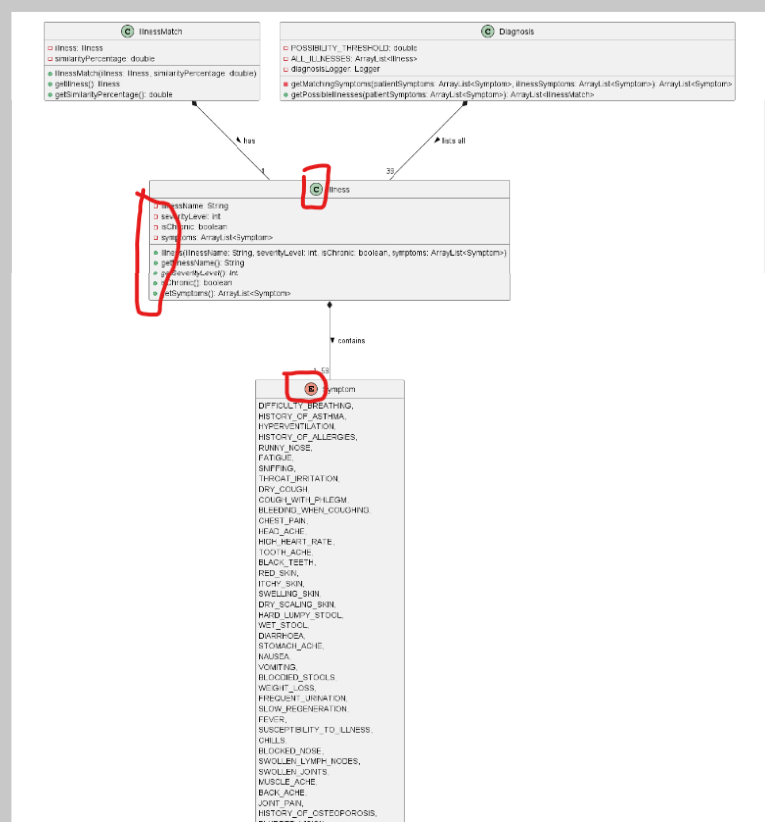 C IllnessMatch
illness: Illness
similarityPercentage: double
IllnessMatch(illness: Illness, similarityPercentage: double)
getIllness(): Illness
getSimilarityPercentage(): double
C Diagnosis
POSSIBILITY_THRESHOLD: double
ALL_ILLNESSES: ArrayList<Illness>
diagnosisLogger: Logger
getMatchingSymptoms(patientSymptoms: ArrayList<Symptom>, illnessSymptoms: ArrayList<Symptom>): ArrayList<Symptom>
getPossibleIllnesses(patientSymptoms: ArrayList<Symptom>): ArrayList<IllnessMatch>
has
1
lists all
39
C Illness
illnessName: String
severityLevel: int
isChronic: boolean
symptoms: ArrayList<Symptom>
Illness(illnessName: String, severityLevel: int, isChronic: boolean, symptoms: ArrayList<Symptom>)
getIllnessName(): String
getSeverityLevel(): int
isChronic(): boolean
getSymptoms(): ArrayList<Symptom>
contains
E Symptom
DIFFICULTY_BREATHING,
HISTORY_OF_ASTHMA,
HYPERVENTILATION,
HISTORY_OF_ALLERGIES,
RUNNY_NOSE,
FATIGUE,
SNIFFING,
THROAT_IRRITATION,
DRY_COUGH,
COUGH_WITH_PHLEGM,
BLEEDING_WHEN_COUGHING,
CHEST_PAIN,
HEAD_ACHE,
HIGH_HEART_RATE,
TOOTH_ACHE,
BLACK_TEETH,
RED_SKIN,
ITCHY_SKIN,
SWELLING_SKIN,
DRY_SCALING_SKIN,
HARD_LUMPY_STOOL,
WET_STOOL,
DIARRHOEA,
STOMACH_ACHE,
NAUSEA,
VOMITING,
BLOODIED_STOOLS,
WEIGHT_LOSS,
FREQUENT_URINATION,
SLOW_REGENERATION,
FEVER,
SUSCEPTIBILITY_TO_ILLNESS,
CHILLS,
BLOCKED_NOSE,
SWOLLEN_LYMPH_NODES,
SWOLLEN_JOINTS,
MUSCLE_ACHE,
BACK_ACHE,
JOINT_PAIN,
HISTORY_OF_OSTEOPOROSIS,